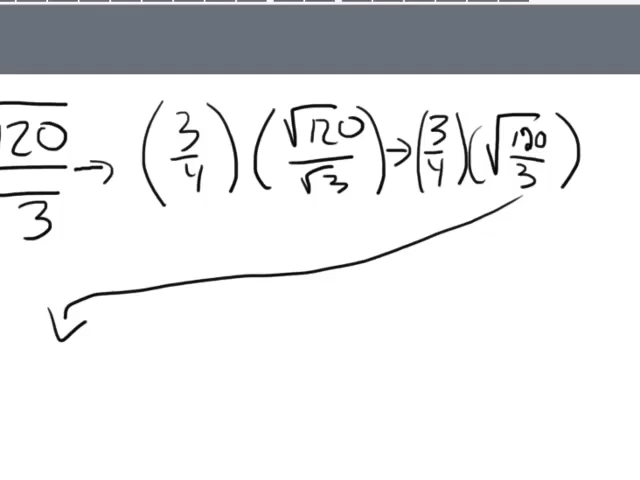 √120/√3 → (3/4)(√120/√3) → (3/4)(√120/3)